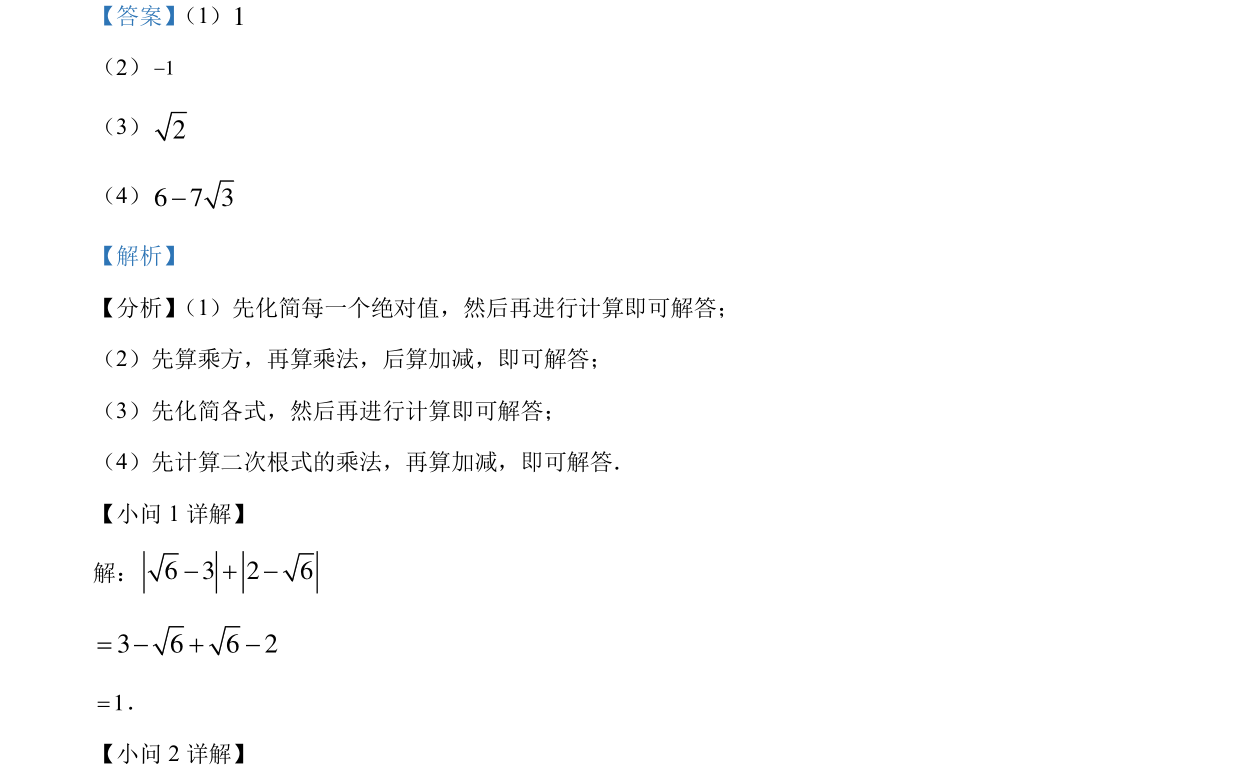 【答案】（1）1
（2）−1
（3）√2
（4）6−7√3
【解析】
【分析】（1）先化简每一个绝对值，然后再进行计算即可解答；
（2）先算乘方，再算乘法，后算加减，即可解答；
（3）先化简各式，然后再进行计算即可解答；
（4）先计算二次根式的乘法，再算加减，即可解答．
【小问 1 详解】
解：|√6−3|+|2−√6|
=3−√6+√6−2
=1．
【小问 2 详解】